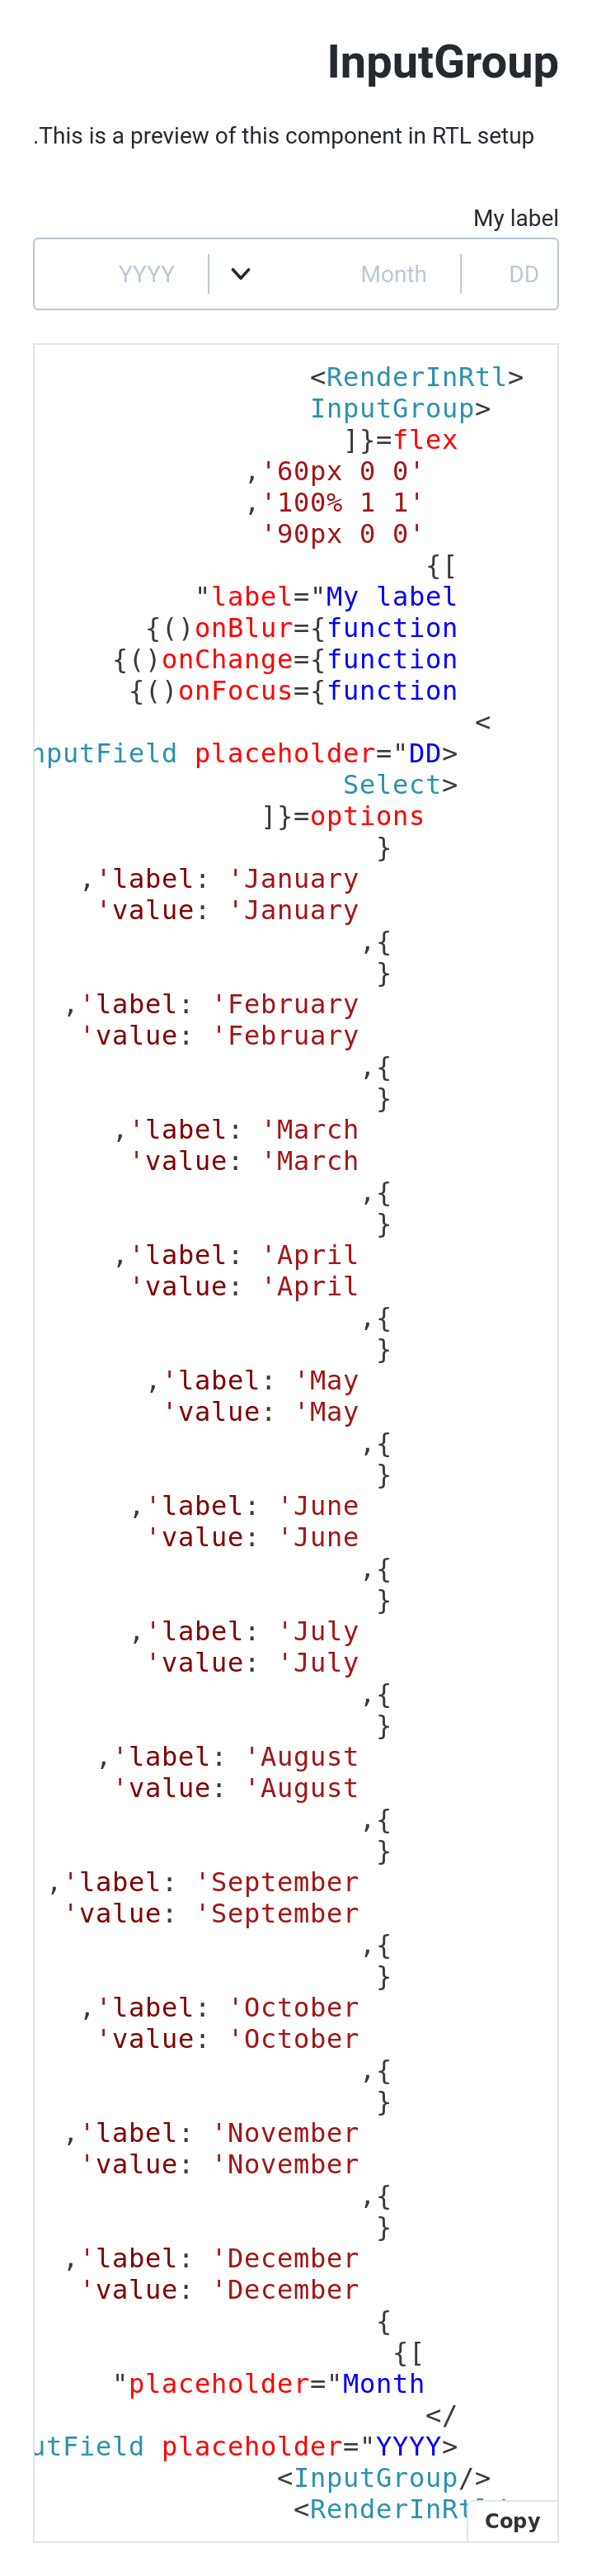 InputGroup
.This is a preview of this component in RTL setup
My label
DD Month YYYY
<RenderInRtl>
InputGroup>
]}=flex
,'60px 0 0'
,'100% 1 1'
'90px 0 0'
{[
"label="My label
{()onBlur={function
{()onChange={function
{()onFocus={function
<
nputField placeholder="DD>
Select>
]}=options
}
,'label: 'January
'value: 'January
,{
}
,'label: 'February
'value: 'February
,{
}
,'label: 'March
'value: 'March
,{
}
,'label: 'April
'value: 'April
,{
}
,'label: 'May
'value: 'May
,{
}
,'label: 'June
'value: 'June
,{
}
,'label: 'July
'value: 'July
,{
}
,'label: 'August
'value: 'August
,{
}
,'label: 'September
'value: 'September
,{
}
,'label: 'October
'value: 'October
,{
}
,'label: 'November
'value: 'November
,{
}
,'label: 'December
'value: 'December
{
{[
"placeholder="Month
</
utField placeholder="YYYY>
<InputGroup/>
<RenderInRtl
Copy